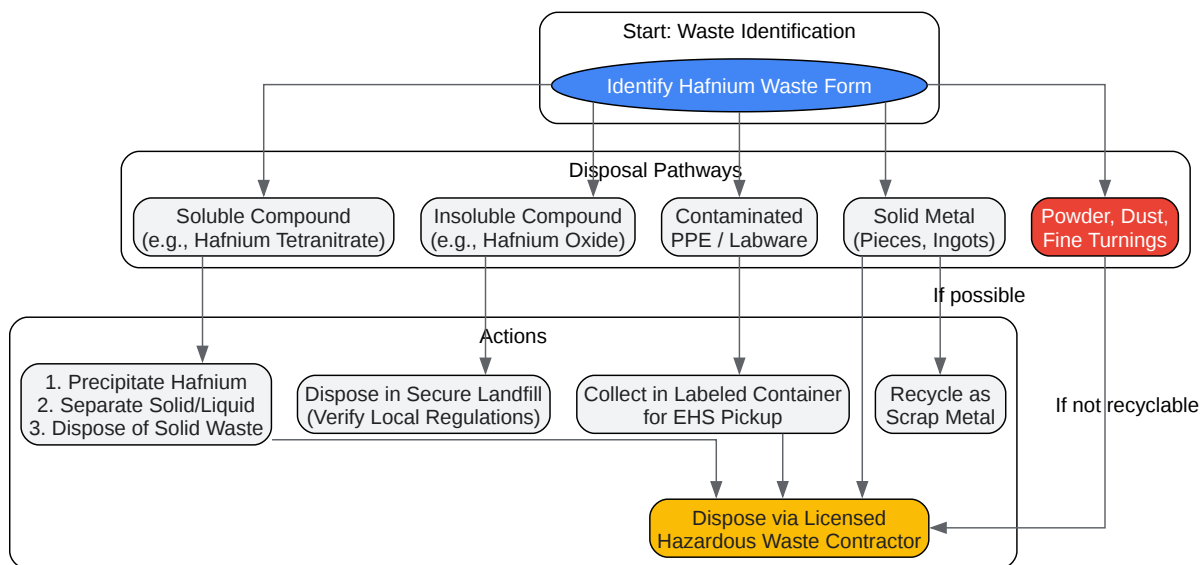 Start: Waste Identification
Identify Hafnium Waste Form
Disposal Pathways
Soluble Compound
(e.g., Hafnium Tetranitrate)
Insoluble Compound
(e.g., Hafnium Oxide)
Contaminated
PPE / Labware
Solid Metal
(Pieces, Ingots)
Powder, Dust,
Fine Turnings
If possible
Actions
1. Precipitate Hafnium
2. Separate Solid/Liquid
3. Dispose of Solid Waste
Dispose in Secure Landfill
(Verify Local Regulations)
Collect in Labeled Container
for EHS Pickup
Recycle as
Scrap Metal
If not recyclable
Dispose via Licensed
Hazardous Waste Contractor